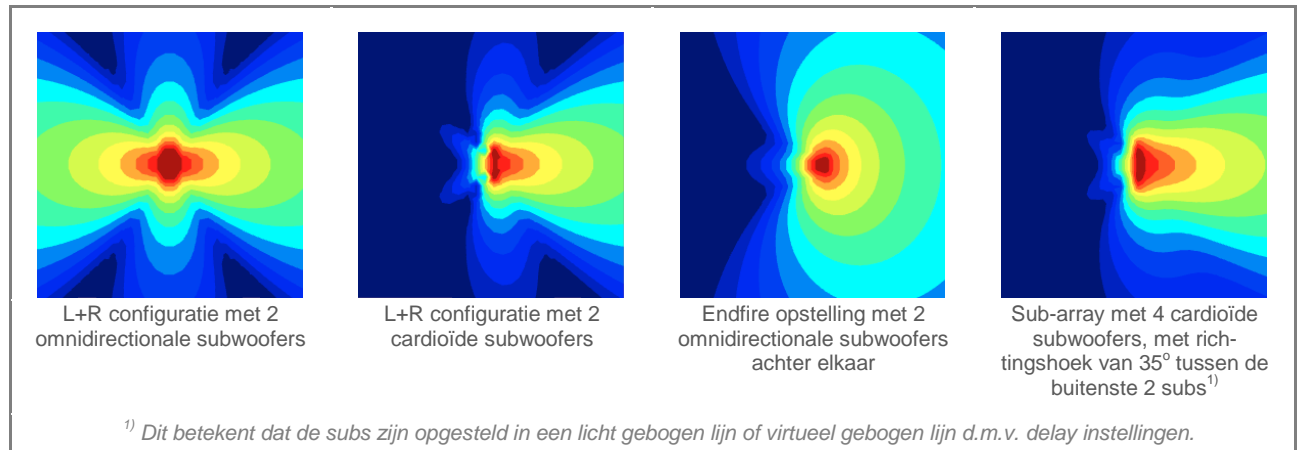 L+R configuratie met 2
omnidirectionale subwoofers
L+R configuratie met 2
cardioïde subwoofers
Endfire opstelling met 2
omnidirectionale subwoofers
achter elkaar
Sub-array met 4 cardioïde
subwoofers, met rich-
tingshoek van 35° tussen de
buitenste 2 subs¹⁾
¹⁾ Dit betekent dat de subs zijn opgesteld in een licht gebogen lijn of virtueel gebogen lijn d.m.v. delay instellingen.